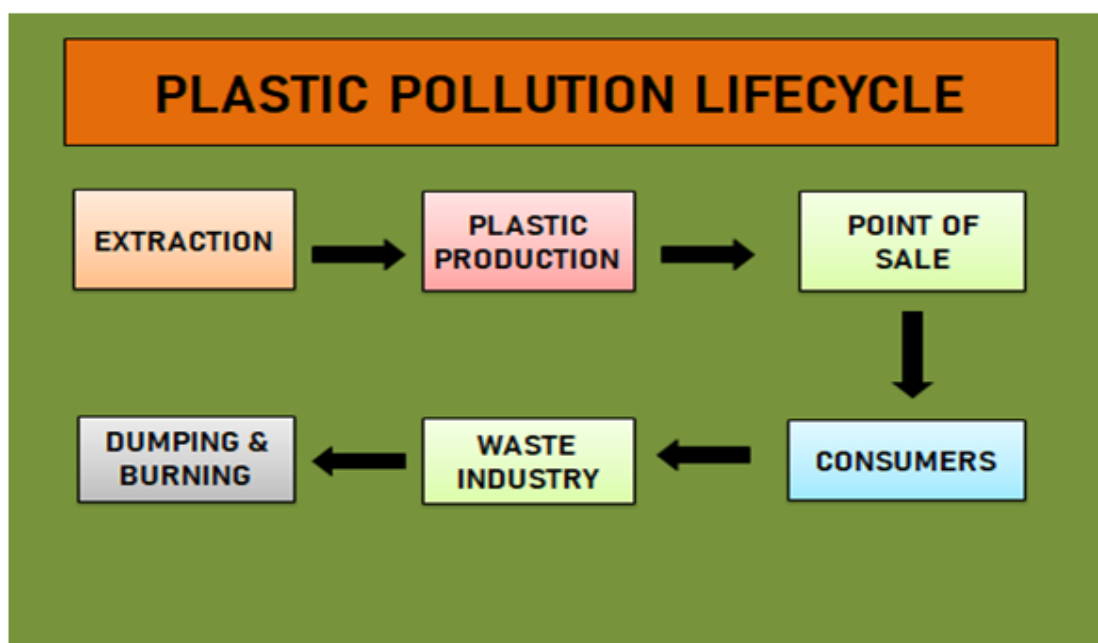 PLASTIC POLLUTION LIFECYCLE
EXTRACTION
PLASTIC
PRODUCTION
POINT OF
SALE
DUMPING &
BURNING
WASTE
INDUSTRY
CONSUMERS